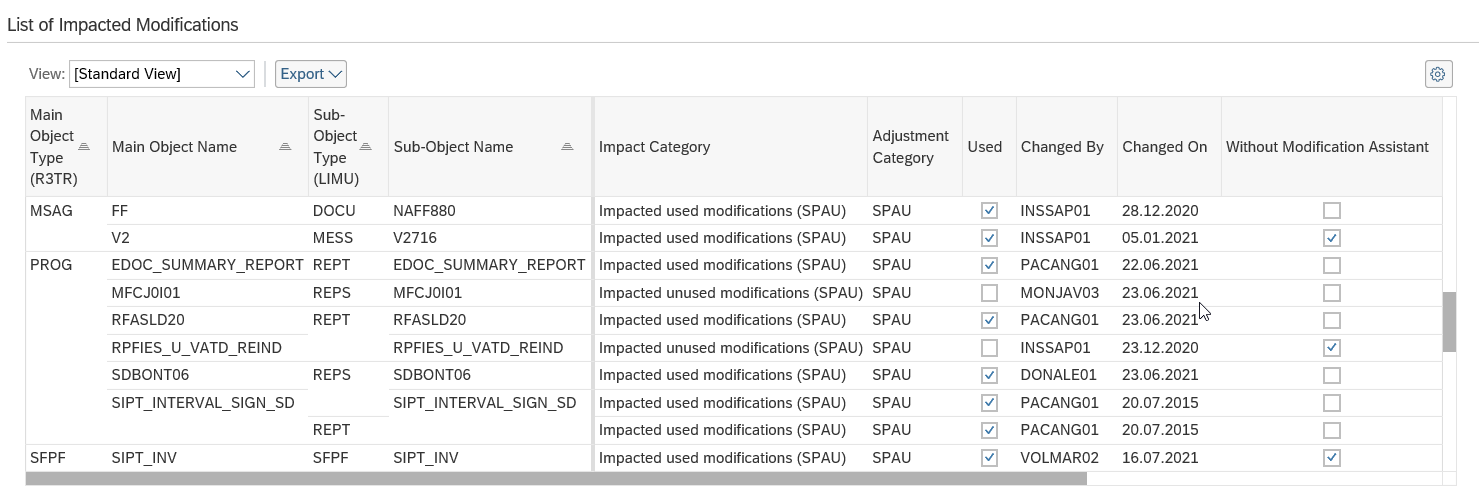 List of Impacted Modifications
View: [Standard View] Export
Main Object Type (R3TR) Main Object Name Sub-Object Type (LIMU) Sub-Object Name Impact Category Adjustment Category Used Changed By Changed On Without Modification Assistant
MSAG FF DOCU NAFF880 Impacted used modifications (SPAU) SPAU INSSAP01 28.12.2020
V2 MESS V2716 Impacted used modifications (SPAU) SPAU INSSAP01 05.01.2021
PROG EDOC_SUMMARY_REPORT REPT EDOC_SUMMARY_REPORT Impacted used modifications (SPAU) SPAU PACANG01 22.06.2021
MFCJ0I01 REPS MFCJ0I01 Impacted unused modifications (SPAU) SPAU MONJAV03 23.06.2021
RFASLD20 REPT RFASLD20 Impacted used modifications (SPAU) SPAU PACANG01 23.06.2021
RPFIES_U_VATD_REIND RPFIES_U_VATD_REIND Impacted unused modifications (SPAU) SPAU INSSAP01 23.12.2020
SDBONT06 REPS SDBONT06 Impacted used modifications (SPAU) SPAU DONALE01 23.06.2021
SIPT_INTERVAL_SIGN_SD SIPT_INTERVAL_SIGN_SD Impacted used modifications (SPAU) SPAU PACANG01 20.07.2015
REPT Impacted used modifications (SPAU) SPAU PACANG01 20.07.2015
SFPF SIPT_INV SFPF SIPT_INV Impacted used modifications (SPAU) SPAU VOLMAR02 16.07.2021